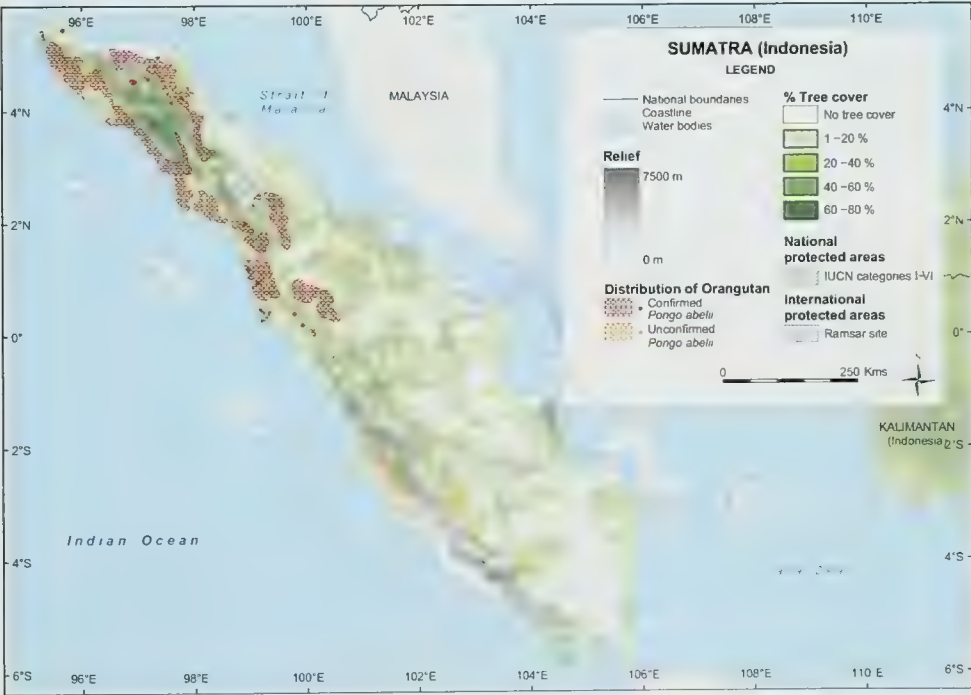 96°E 98°E 100°E 102°E 104°E 106°E 108°E 110°E
4°N
2°N
0°
2°S
4°S
6°S
Strait of
MALAYSIA
Indian Ocean
SUMATRA (Indonesia)
LEGEND
National boundaries
Coastline
Water bodies
Relief
7500 m
0 m
Distribution of Orangutan
Confirmed
Pongo abelii
Unconfirmed
Pongo abelii
% Tree cover
No tree cover
1–20 %
20–40 %
40–60 %
60–80 %
National
protected areas
IUCN categories I-VI
International
protected areas
Ramsar site
0 250 Kms
KALIMANTAN
(Indonesia)
4°N
2°N
0°
2°S
4°S
6°S
96°E 98°E 100°E 102°E 104°E 106°E 108°E 110 E